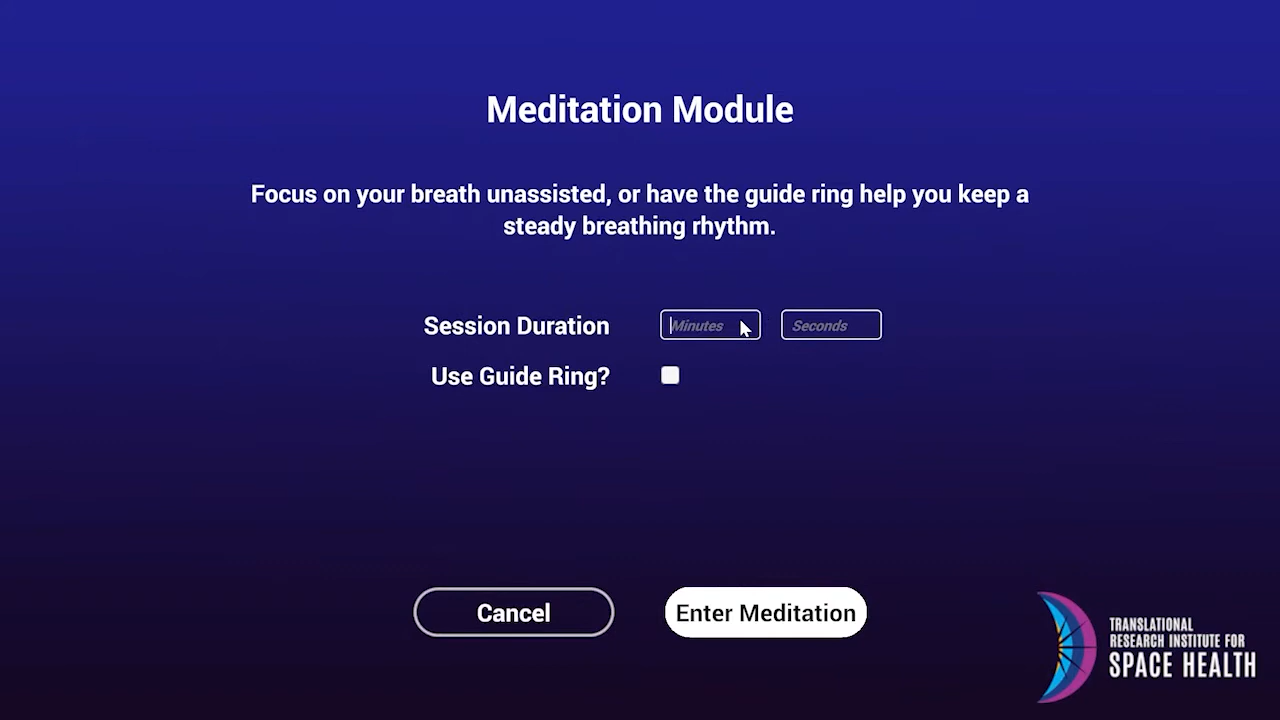 Meditation Module
Focus on your breath unassisted, or have the guide ring help you keep a
steady breathing rhythm.
Session Duration
Minutes
Seconds
Use Guide Ring?
Cancel
Enter Meditation
TRANSLATIONAL
RESEARCH INSTITUTE FOR
SPACE HEALTH